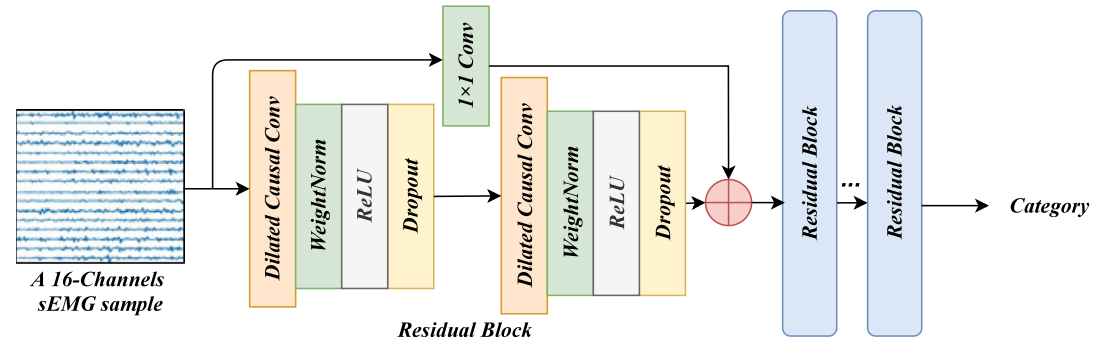 A 16-Channels
sEMG sample
Dilated Causal Conv
WeightNorm
ReLU
Dropout
1×1 Conv
Dilated Causal Conv
WeightNorm
ReLU
Dropout
Residual Block
Residual Block
...
Residual Block
Category